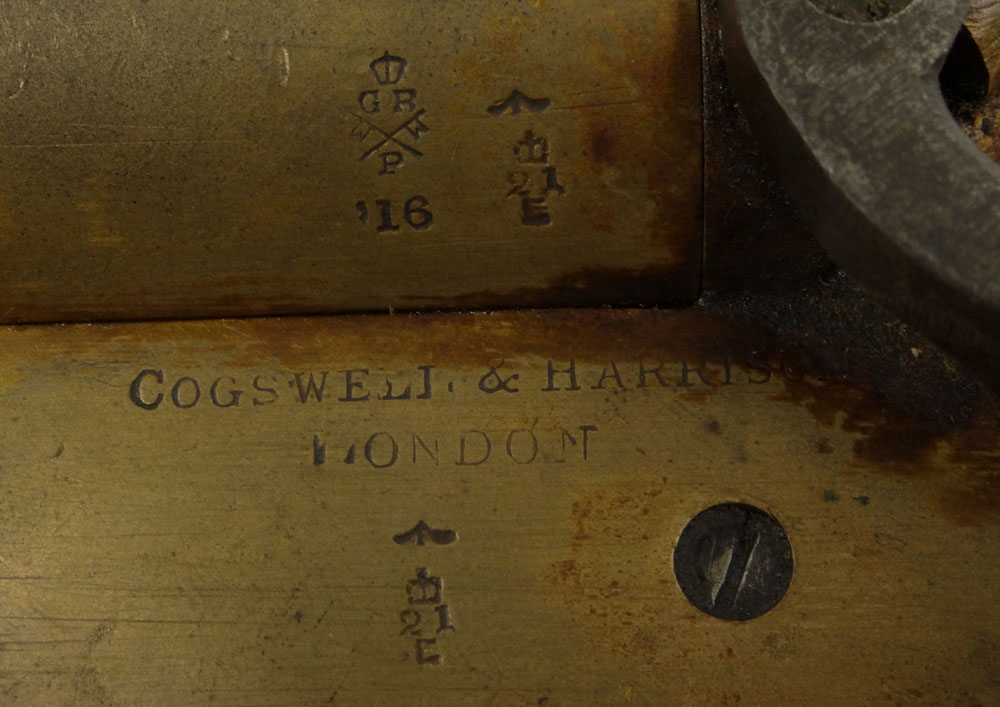 G R
P
'16
21
E
COGSWELL & HARRISON
LONDON
21
E